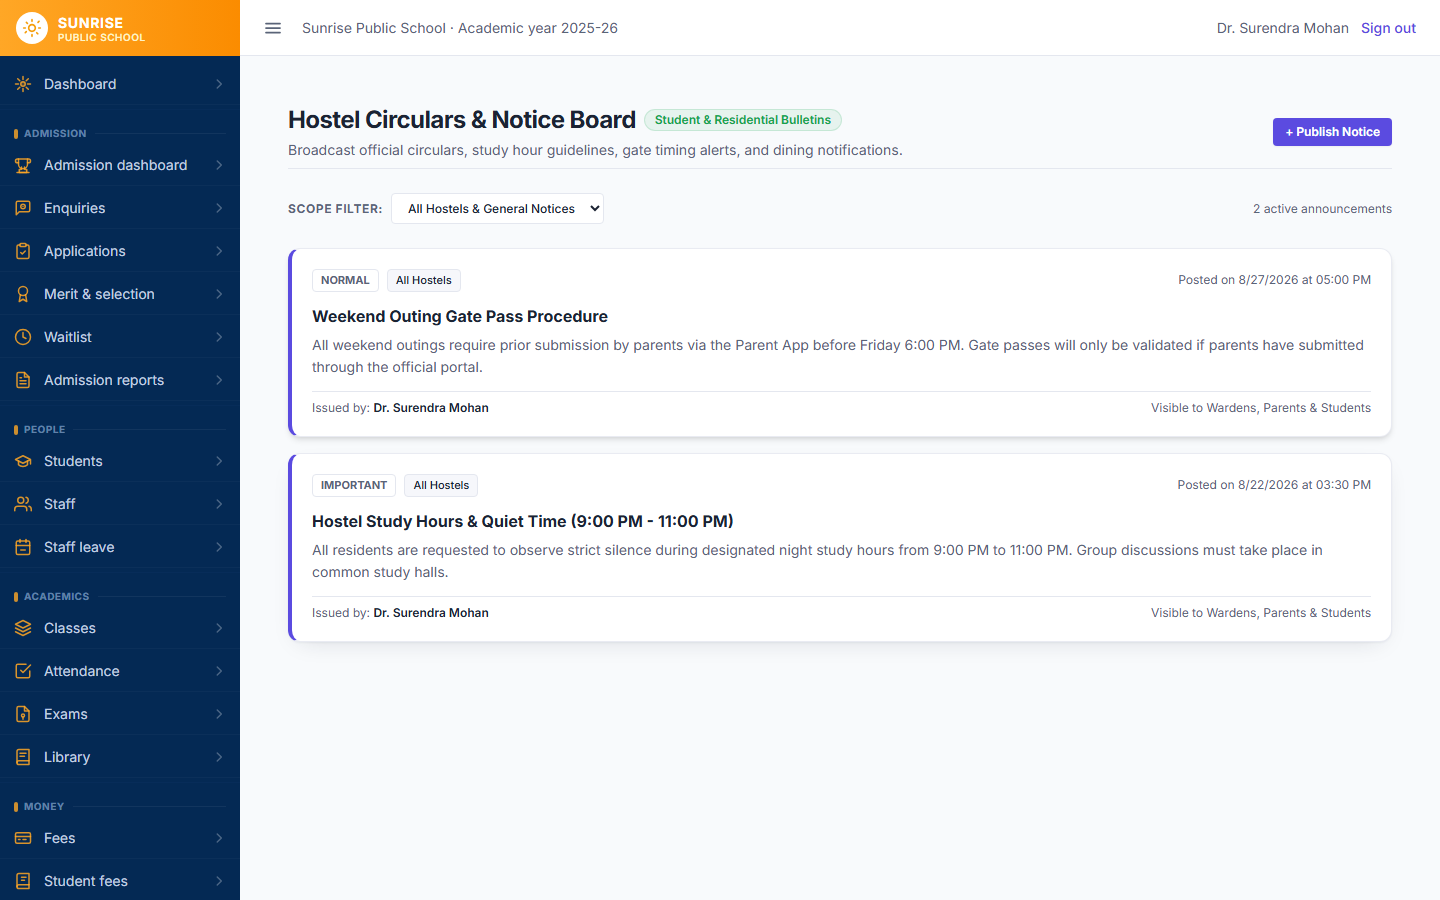 SUNRISE
PUBLIC SCHOOL
Sunrise Public School · Academic year 2025-26
Dr. Surendra Mohan
Sign out
Dashboard
ADMISSION
Admission dashboard
Enquiries
Applications
Merit & selection
Waitlist
Admission reports
PEOPLE
Students
Staff
Staff leave
ACADEMICS
Classes
Attendance
Exams
Library
MONEY
Fees
Student fees
Hostel Circulars & Notice Board
Student & Residential Bulletins
Broadcast official circulars, study hour guidelines, gate timing alerts, and dining notifications.
+ Publish Notice
SCOPE FILTER:
All Hostels & General Notices
2 active announcements
NORMAL
All Hostels
Posted on 8/27/2026 at 05:00 PM
Weekend Outing Gate Pass Procedure
All weekend outings require prior submission by parents via the Parent App before Friday 6:00 PM. Gate passes will only be validated if parents have submitted
through the official portal.
Issued by: Dr. Surendra Mohan
Visible to Wardens, Parents & Students
IMPORTANT
All Hostels
Posted on 8/22/2026 at 03:30 PM
Hostel Study Hours & Quiet Time (9:00 PM - 11:00 PM)
All residents are requested to observe strict silence during designated night study hours from 9:00 PM to 11:00 PM. Group discussions must take place in
common study halls.
Issued by: Dr. Surendra Mohan
Visible to Wardens, Parents & Students